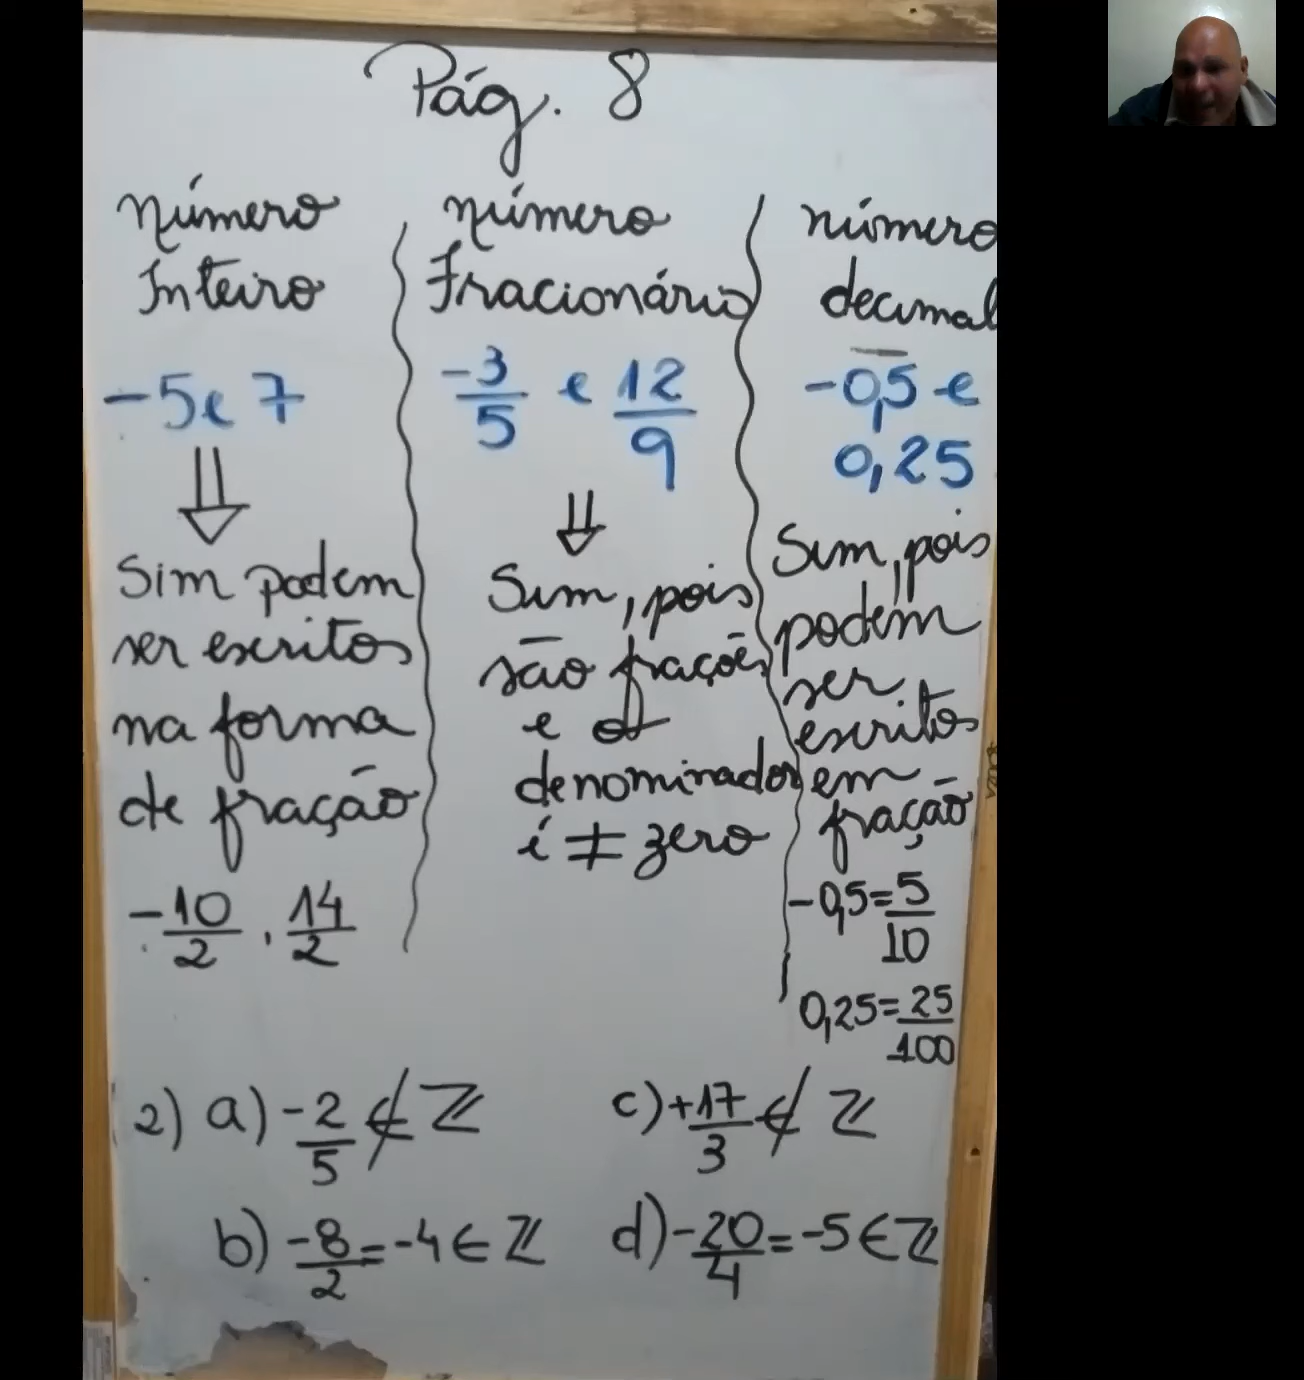 Pág. 8
número
Inteiro
-5 e 7
Sim podem
ser escritos
na forma
de fração
-10/2 , 14/2
número
Fracionário
-3/5 e 12/9
Sim, pois
são frações
e o
denominador
é ≠ zero
número
decimal
-0,5 e
0,25
Sim, pois
podem
ser
escritos
em
fração
-0,5=5/10
0,25=25/100
2) a) -2/5 ∉ ℤ
c) +17/3 ∉ ℤ
b) -8/2 = -4 ∈ ℤ
d) -20/4 = -5 ∈ ℤ